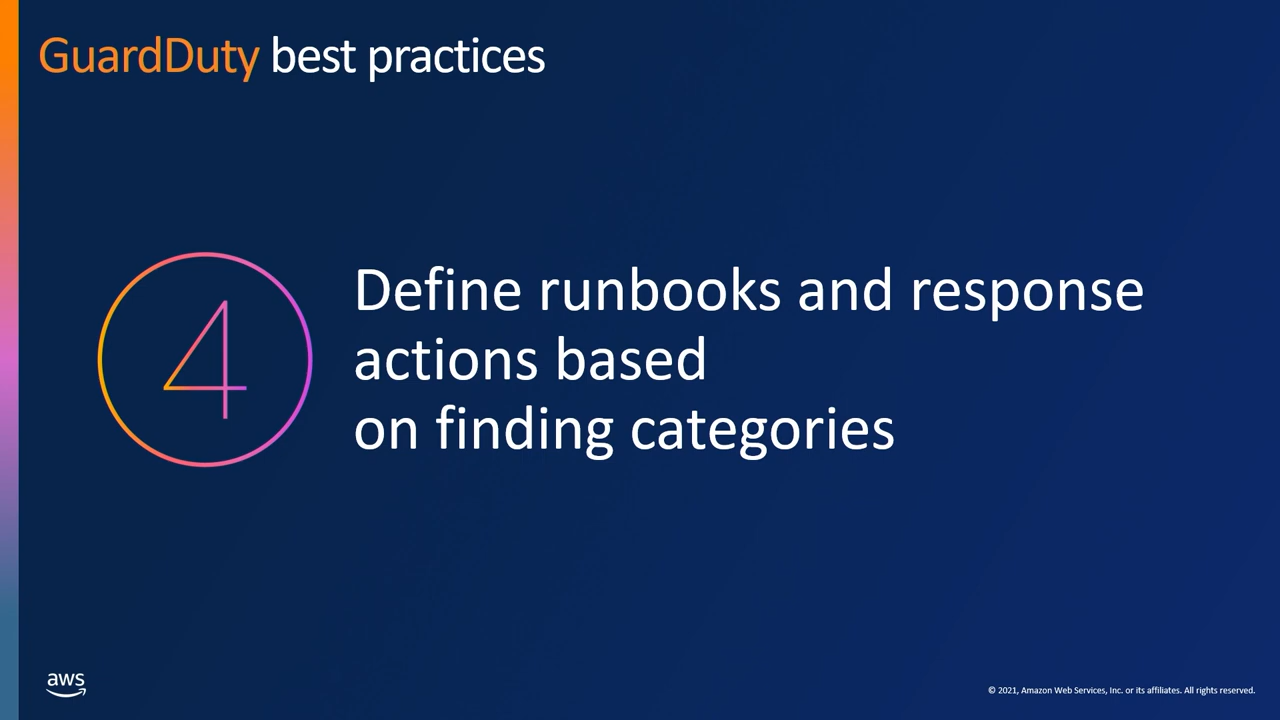 GuardDuty best practices
4
Define runbooks and response
actions based
on finding categories
aws
© 2021, Amazon Web Services, Inc. or its affiliates. All rights reserved.